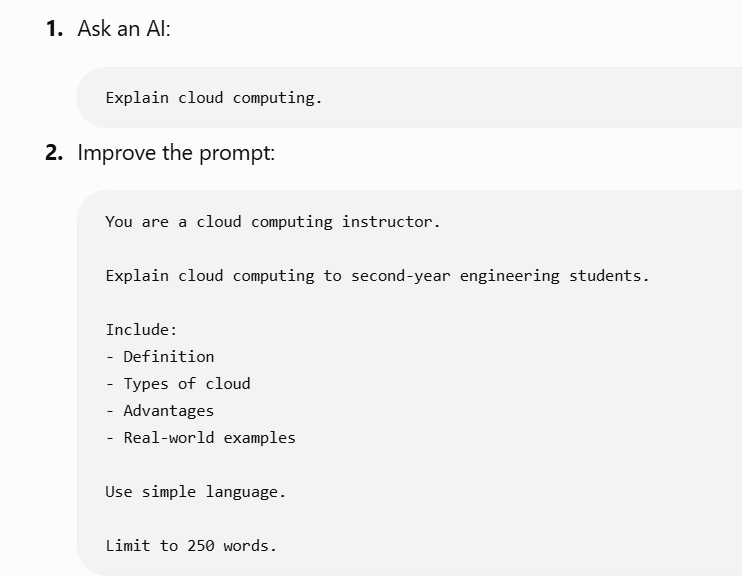 1. Ask an AI:
Explain cloud computing.
2. Improve the prompt:
You are a cloud computing instructor.
Explain cloud computing to second-year engineering students.
Include:
- Definition
- Types of cloud
- Advantages
- Real-world examples
Use simple language.
Limit to 250 words.